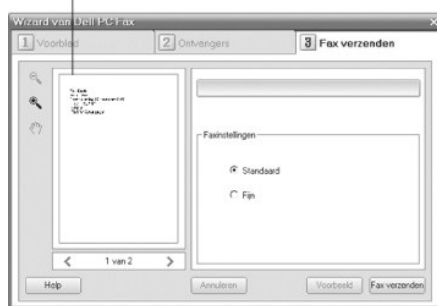 Wizard van Dell PC Fax
1 Voorblad
2 Ontvangers
3 Fax verzenden
Faxinstellingen
Standaard
Fijn
1 van 2
Help
Annuleren
Voorbeeld
Fax verzenden